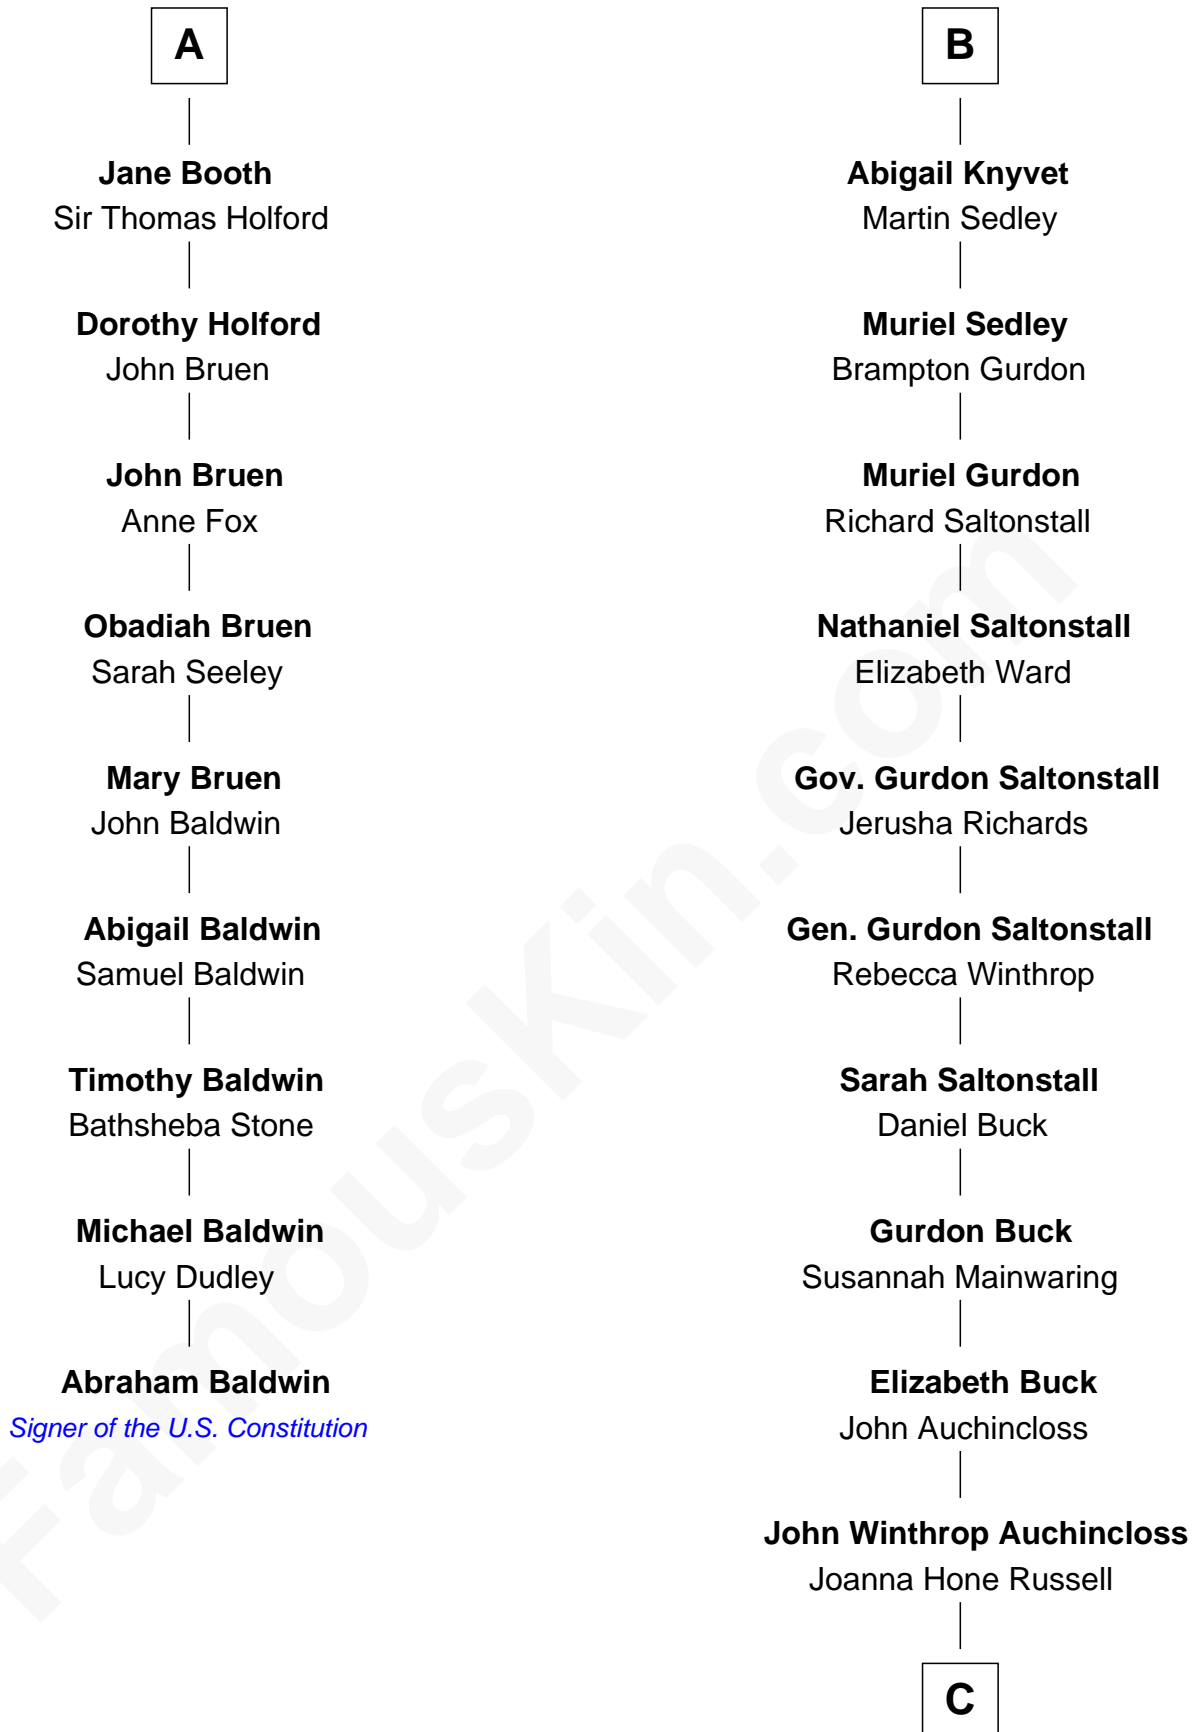 A
Jane Booth
Sir Thomas Holford
Dorothy Holford
John Bruen
John Bruen
Anne Fox
Obadiah Bruen
Sarah Seeley
Mary Bruen
John Baldwin
Abigail Baldwin
Samuel Baldwin
Timothy Baldwin
Bathsheba Stone
Michael Baldwin
Lucy Dudley
Abraham Baldwin
Signer of the U.S. Constitution
B
Abigail Knyvet
Martin Sedley
Muriel Sedley
Brampton Gurdon
Muriel Gurdon
Richard Saltonstall
Nathaniel Saltonstall
Elizabeth Ward
Gov. Gurdon Saltonstall
Jerusha Richards
Gen. Gurdon Saltonstall
Rebecca Winthrop
Sarah Saltonstall
Daniel Buck
Gurdon Buck
Susannah Mainwaring
Elizabeth Buck
John Auchincloss
John Winthrop Auchincloss
Joanna Hone Russell
C
FamousKin.com